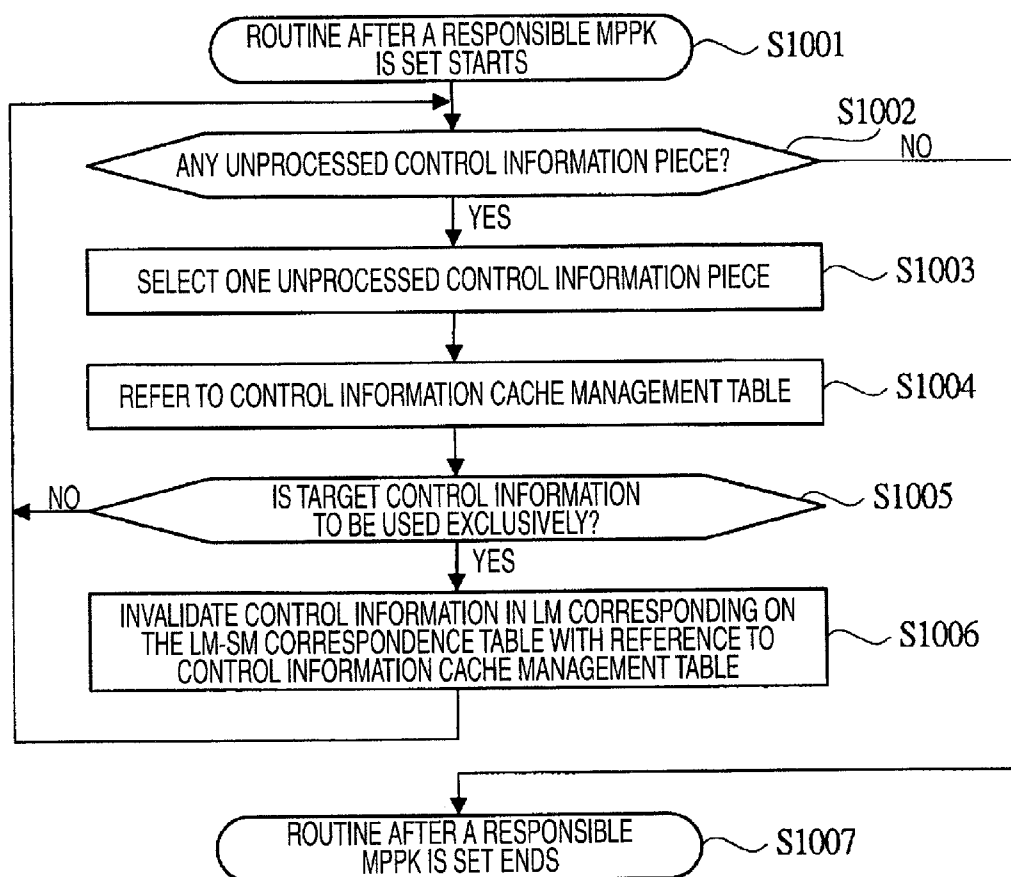 ROUTINE AFTER A RESPONSIBLE MPPK
IS SET STARTS
S1001
S1002
ANY UNPROCESSED CONTROL INFORMATION PIECE?
NO
YES
SELECT ONE UNPROCESSED CONTROL INFORMATION PIECE
S1003
REFER TO CONTROL INFORMATION CACHE MANAGEMENT TABLE
S1004
NO
IS TARGET CONTROL INFORMATION
TO BE USED EXCLUSIVELY?
S1005
YES
INVALIDATE CONTROL INFORMATION IN LM CORRESPONDING ON
THE LM-SM CORRESPONDENCE TABLE WITH REFERENCE TO
CONTROL INFORMATION CACHE MANAGEMENT TABLE
S1006
ROUTINE AFTER A RESPONSIBLE
MPPK IS SET ENDS
S1007